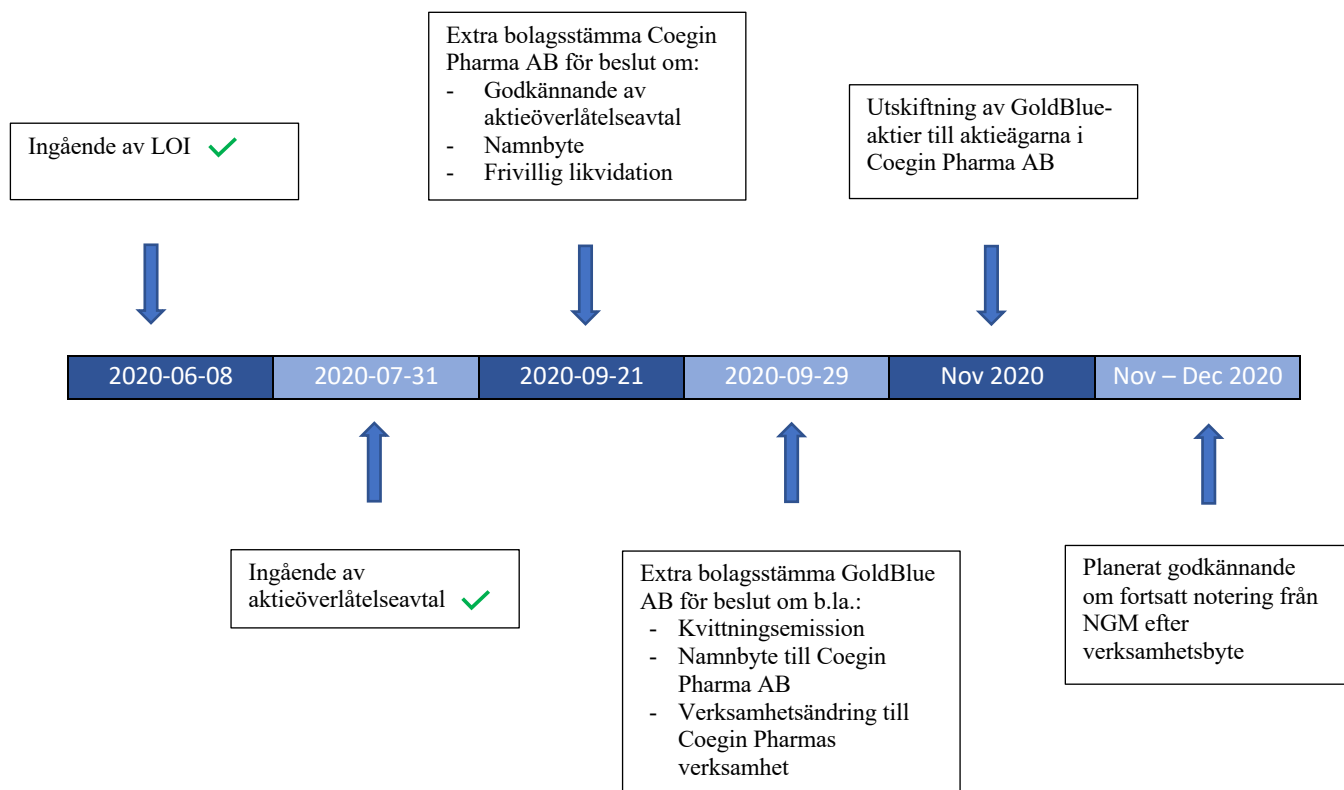 Extra bolagsstämma Coegin
Pharma AB för beslut om:
- Godkännande av
aktieöverlåtelseavtal
- Namnbyte
- Frivillig likvidation
Utskiftning av GoldBlue-
aktier till aktieägarna i
Coegin Pharma AB
Ingående av LOI ✓
2020-06-08
2020-07-31
2020-09-21
2020-09-29
Nov 2020
Nov – Dec 2020
Ingående av
aktieöverlåtelseavtal ✓
Extra bolagsstämma GoldBlue
AB för beslut om b.la.:
- Kvittningsemission
- Namnbyte till Coegin
Pharma AB
- Verksamhetsändring till
Coegin Pharmas
verksamhet
Planerat godkännande
om fortsatt notering från
NGM efter
verksamhetsbyte